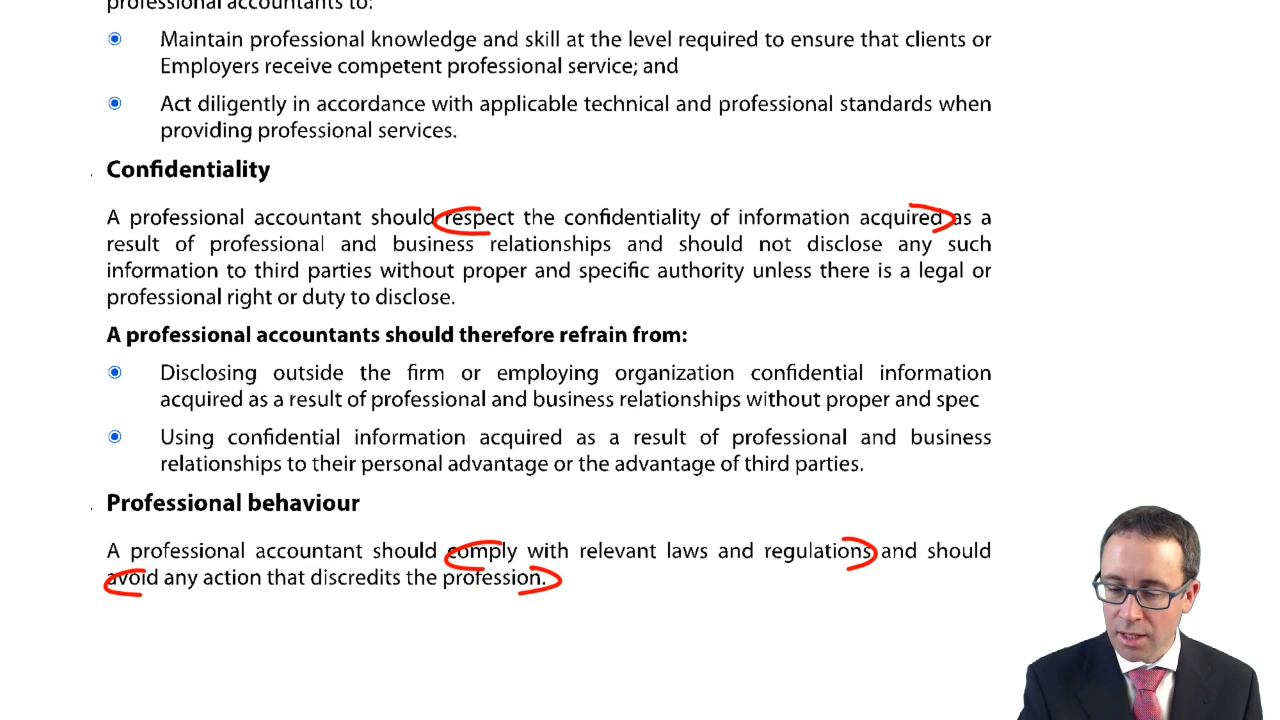 professional accountants to:
Maintain professional knowledge and skill at the level required to ensure that clients or
Employers receive competent professional service; and
Act diligently in accordance with applicable technical and professional standards when
providing professional services.
Confidentiality
A professional accountant should respect the confidentiality of information acquired as a
result of professional and business relationships and should not disclose any such
information to third parties without proper and specific authority unless there is a legal or
professional right or duty to disclose.
A professional accountants should therefore refrain from:
Disclosing outside the firm or employing organization confidential information
acquired as a result of professional and business relationships without proper and spec
Using confidential information acquired as a result of professional and business
relationships to their personal advantage or the advantage of third parties.
Professional behaviour
A professional accountant should comply with relevant laws and regulations and should
avoid any action that discredits the profession.